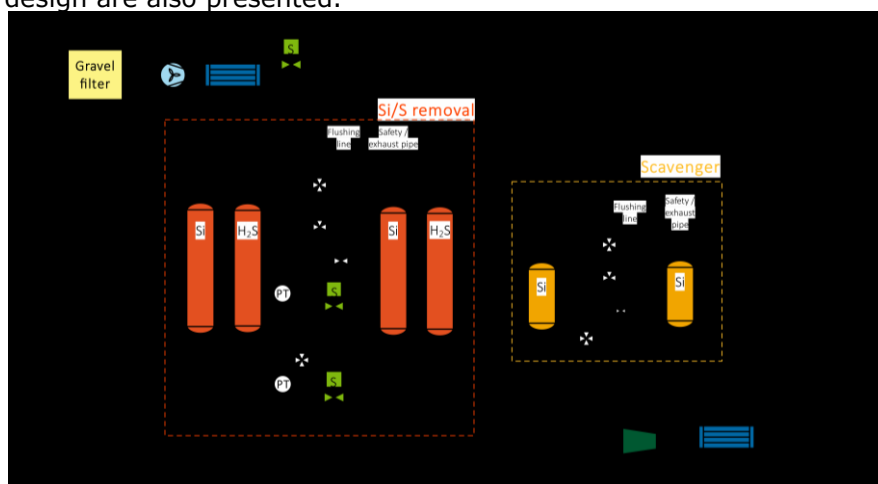 design are also presented.
S
Gravel
filter
Si/S removal
Flushing
line
Safety /
exhaust pipe
Scavenger
Flushing
line
Safety /
exhaust
pipe
Si
H₂S
Si
H₂S
Si
Si
PT
S
PT
S